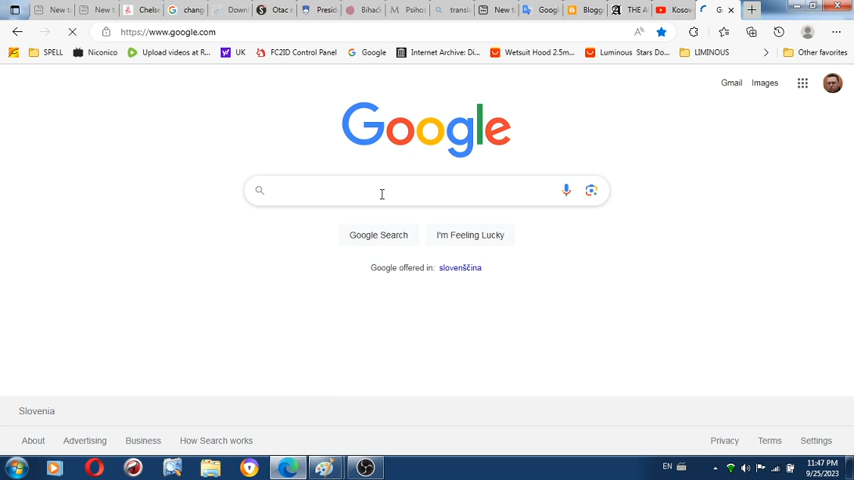 New t New t Chels chang Down Otac r Presid Bihać Psihos transl New t Googl Blogg THE A Kosov G
https://www.google.com
SPELL Niconico Upload videos at R... UK FC2ID Control Panel Google Internet Archive: Di... Wetsuit Hood 2.5m... Luminous Stars Do... LIMINOUS Other favorites
Gmail Images
Google
Google Search I'm Feeling Lucky
Google offered in: slovenščina
Slovenia
About Advertising Business How Search works Privacy Terms Settings
EN 11:47 PM
9/25/2023